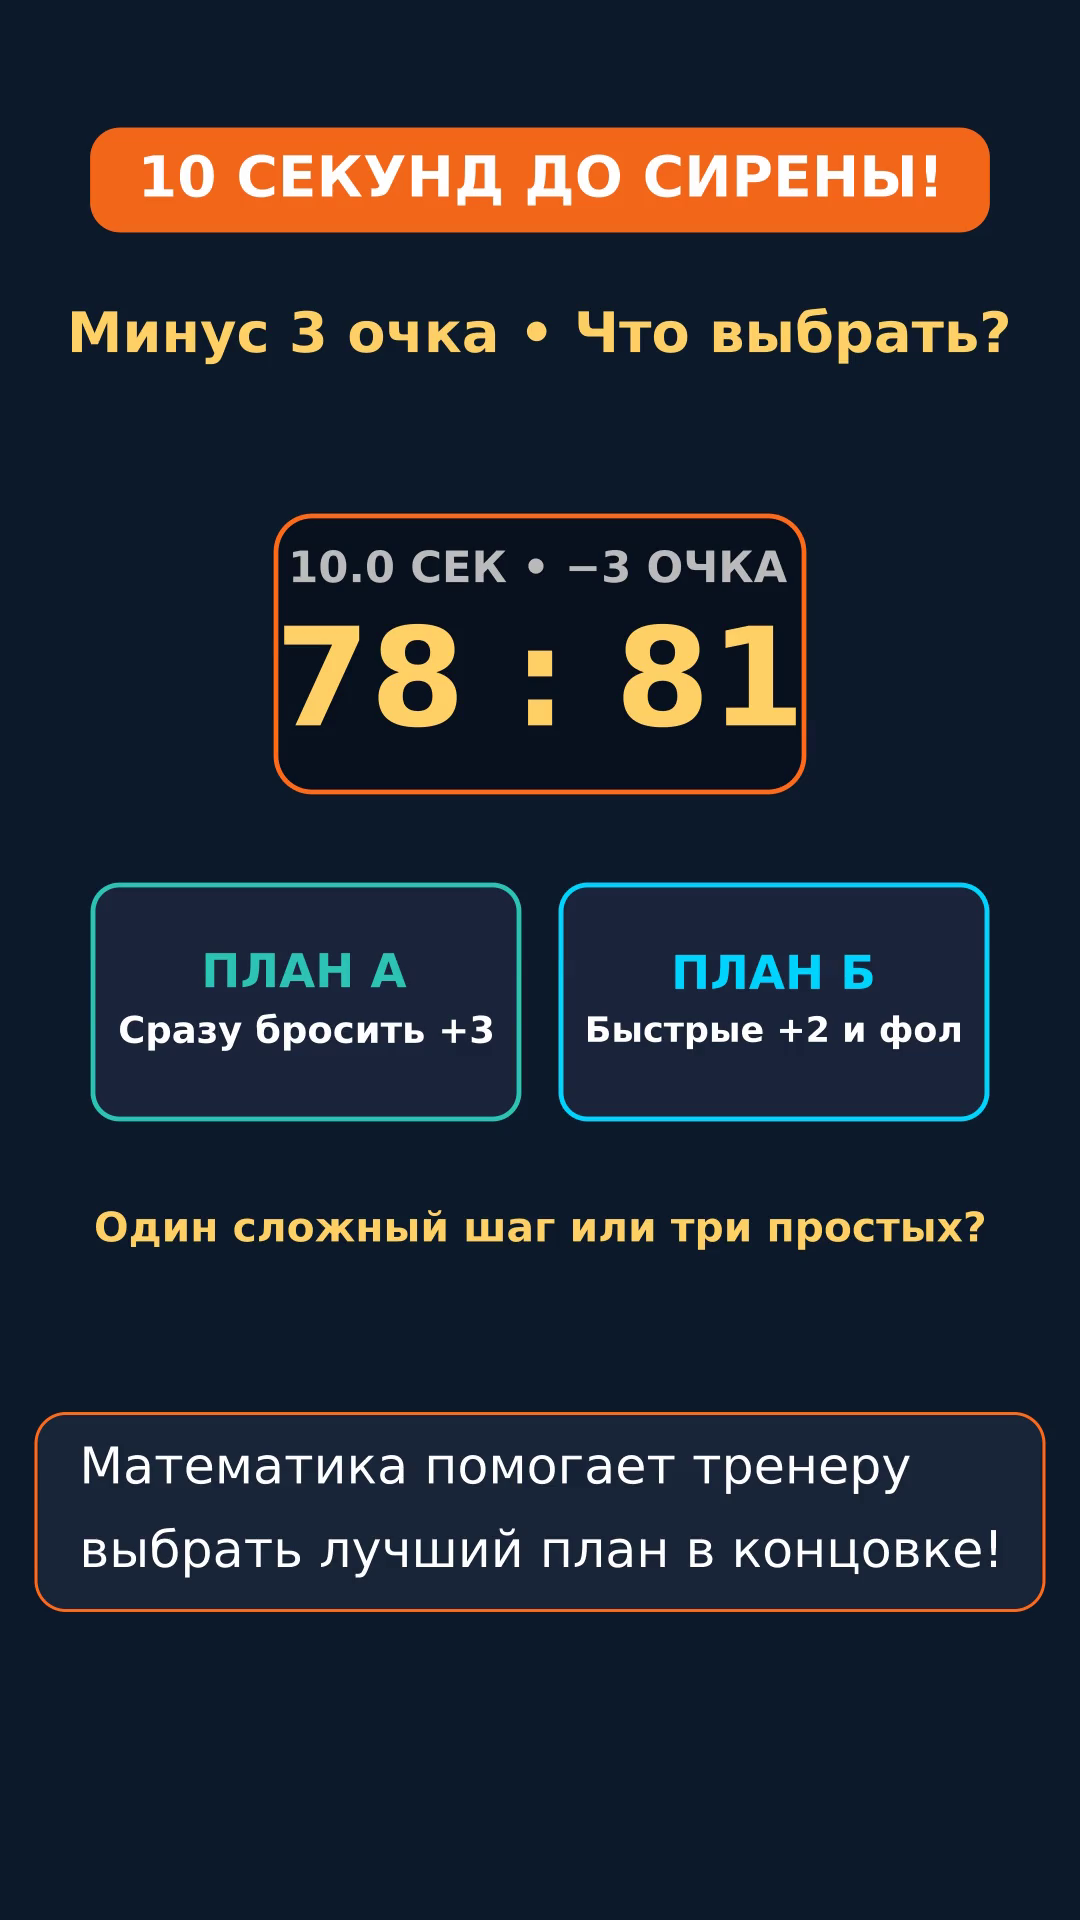 10 СЕКУНД ДО СИРЕНЫ!
Минус 3 очка • Что выбрать?
10.0 СЕК • −3 ОЧКА
78 : 81
ПЛАН А
Сразу бросить +3
ПЛАН Б
Быстрые +2 и фол
Один сложный шаг или три простых?
Математика помогает тренеру
выбрать лучший план в концовке!